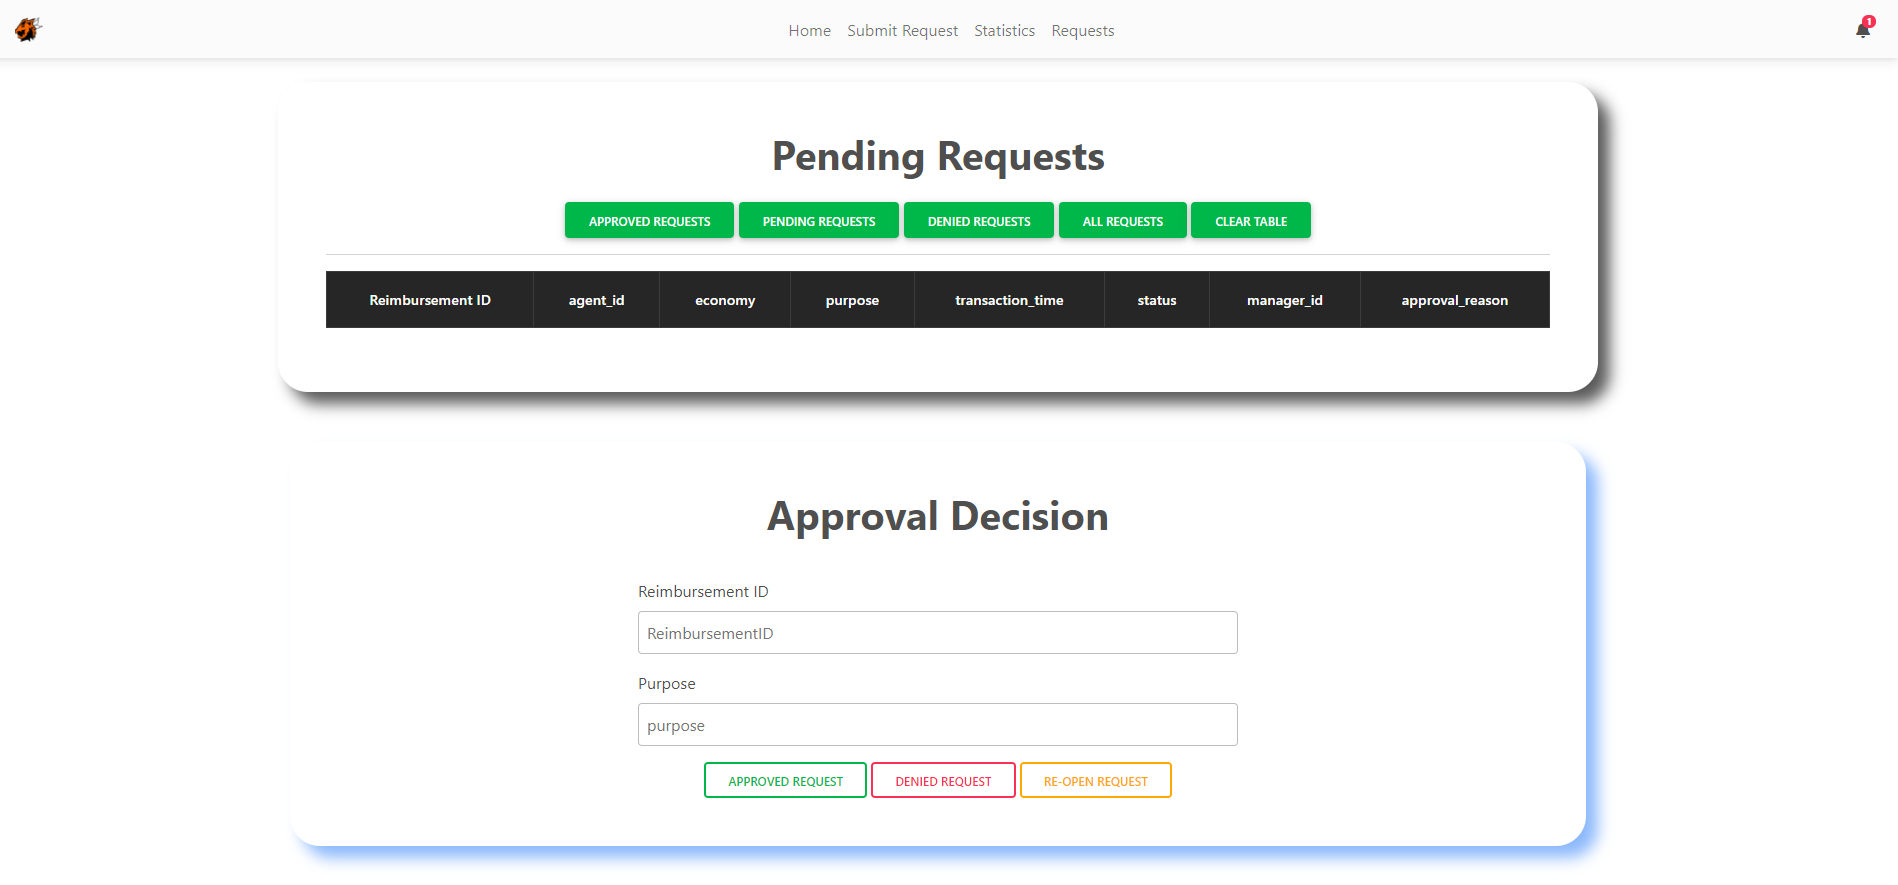 Home Submit Request Statistics Requests 1
Pending Requests
APPROVED REQUESTS PENDING REQUESTS DENIED REQUESTS ALL REQUESTS CLEAR TABLE
Reimbursement ID agent_id economy purpose transaction_time status manager_id approval_reason
Approval Decision
Reimbursement ID
ReimbursementID
Purpose
purpose
APPROVED REQUEST DENIED REQUEST RE-OPEN REQUEST